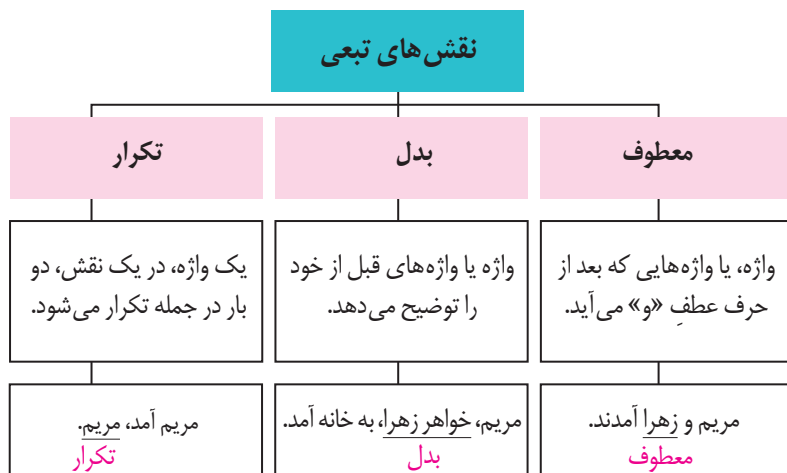 نقش‌های تبعی
معطوف
بدل
تکرار
واژه، یا واژه‌هایی که بعد از
حرف عطفِ «و» می‌آید.
واژه یا واژه‌های قبل از خود
را توضیح می‌دهد.
یک واژه، در یک نقش، دو
بار در جمله تکرار می‌شود.
مریم و زهرا آمدند.
معطوف
مریم، خواهر زهرا، به خانه آمد.
بدل
مریم آمد، مریم.
تکرار